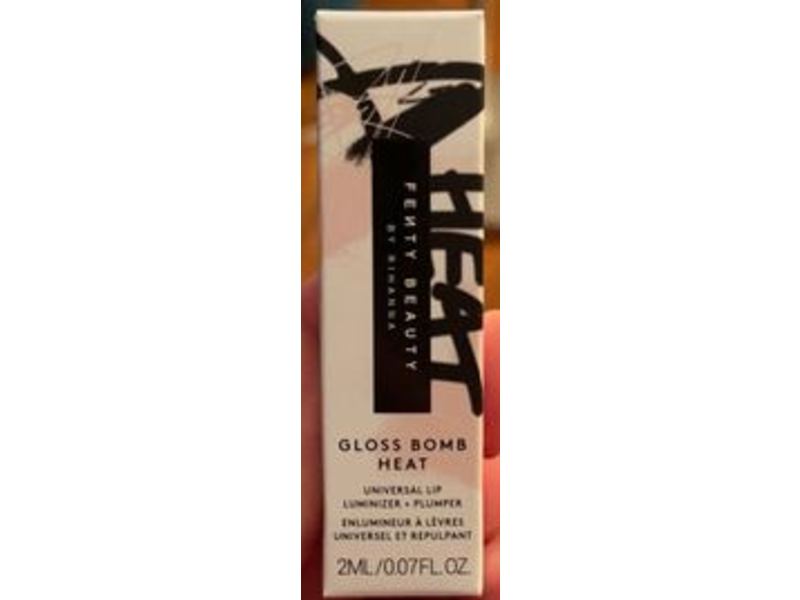 HEAT
FEНTY BEAUTY
BY RIHANNA
GLOSS BOMB
HEAT
UNIVERSAL LIP
LUMINIZER + PLUMPER
ENLUMINEUR À LÈVRES
UNIVERSEL ET REPULPANT
2ML/0.07FL.OZ.